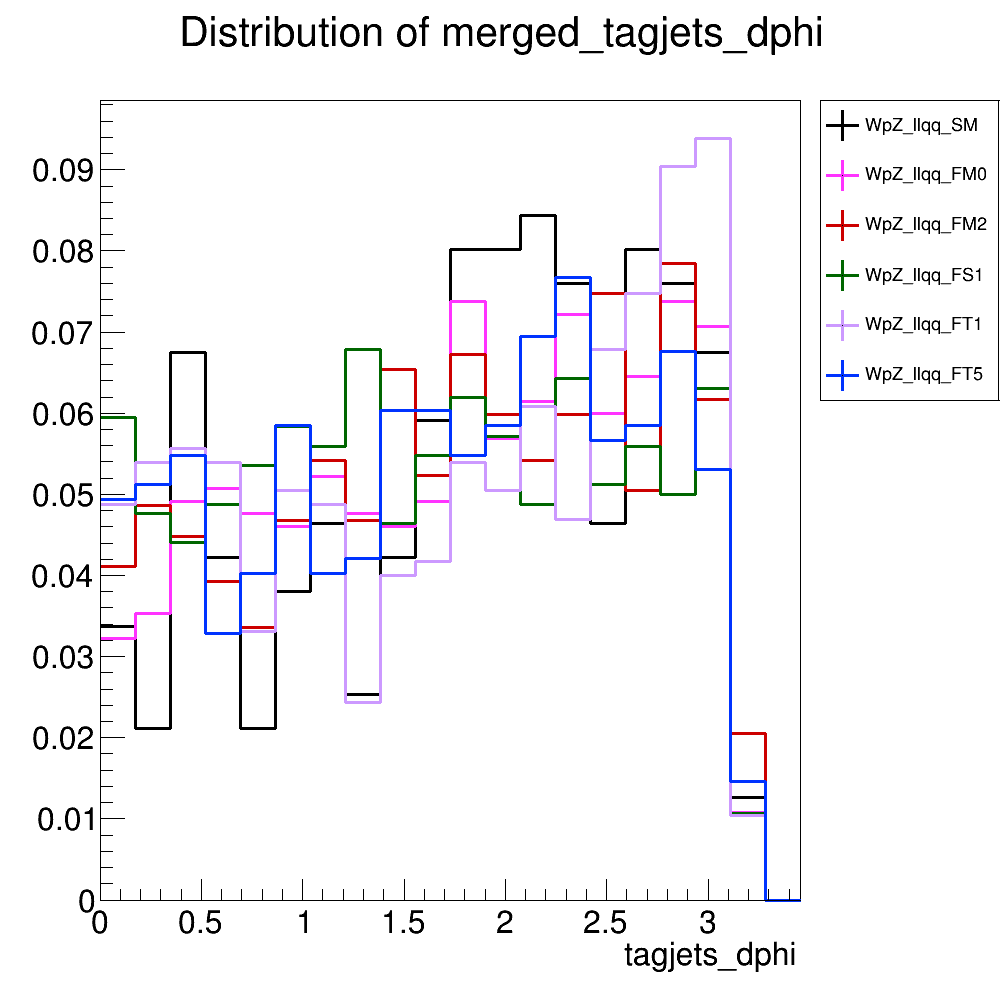 Distribution of merged_tagjets_dphi
WpZ_llqq_SM
WpZ_llqq_FM0
WpZ_llqq_FM2
WpZ_llqq_FS1
WpZ_llqq_FT1
WpZ_llqq_FT5
0.09
0.08
0.07
0.06
0.05
0.04
0.03
0.02
0.01
0
0 0.5 1 1.5 2 2.5 3
tagjets_dphi